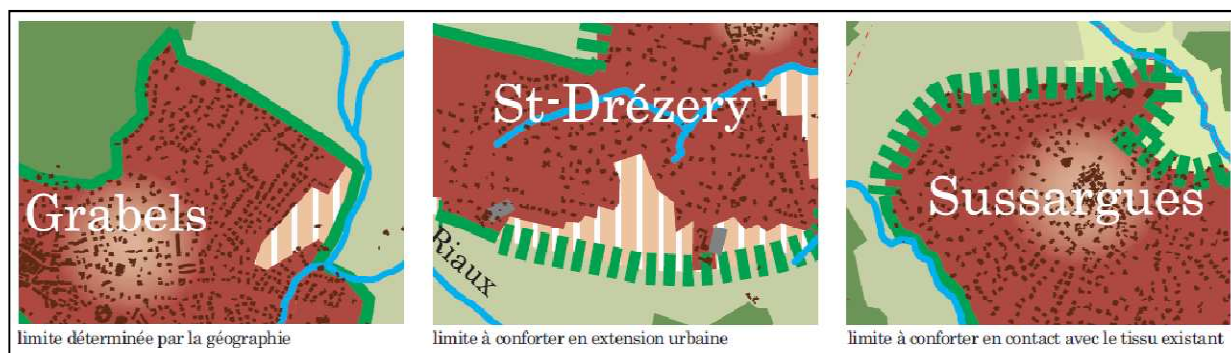 Grabels
limite déterminée par la géographie
St-Drézery
Riaux
limite à conforter en extension urbaine
Sussargues
limite à conforter en contact avec le tissu existant